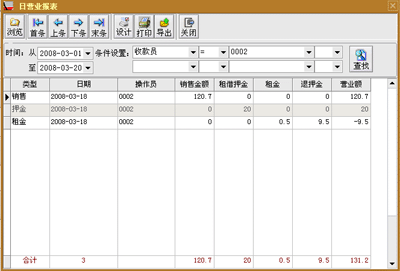 日营业报表
浏览 首条 上条 下条 末条 设计 打印 导出 关闭
时间：从 2008-03-01 条件设置： 收款员 = 0002
至 2008-03-20 查找
类型 日期 操作员 销售金额 租借押金 租金 退押金 营业额
销售 2008-03-18 0002 120.7 0 0 0 120.7
押金 2008-03-18 0002 0 20 0 0 20
租金 2008-03-18 0002 0 0 0.5 9.5 -9.5
合计 3 120.7 20 0.5 9.5 131.2